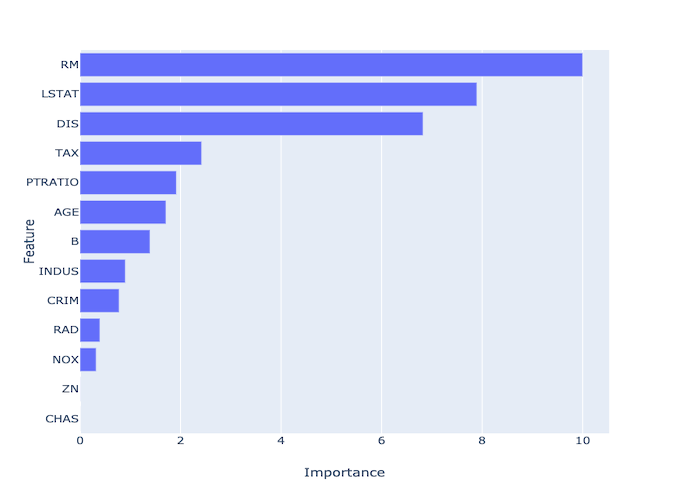 RM
LSTAT
DIS
TAX
PTRATIO
AGE
B
INDUS
CRIM
RAD
NOX
ZN
CHAS
Feature
0 2 4 6 8 10
Importance